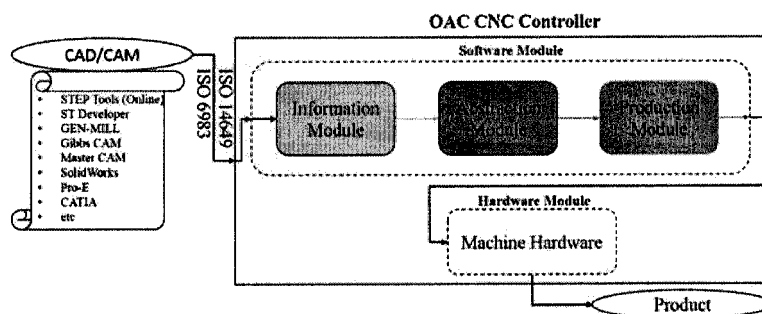 OAC CNC Controller
CAD/CAM
Software Module
ISO 14649
ISO 6983
STEP Tools (Online)
ST Developer
GEN-MILL
Gibbs CAM
Master CAM
SolidWorks
Pro-E
CATIA
etc
Information
Module
Module
Production
Module
Hardware Module
Machine Hardware
Product